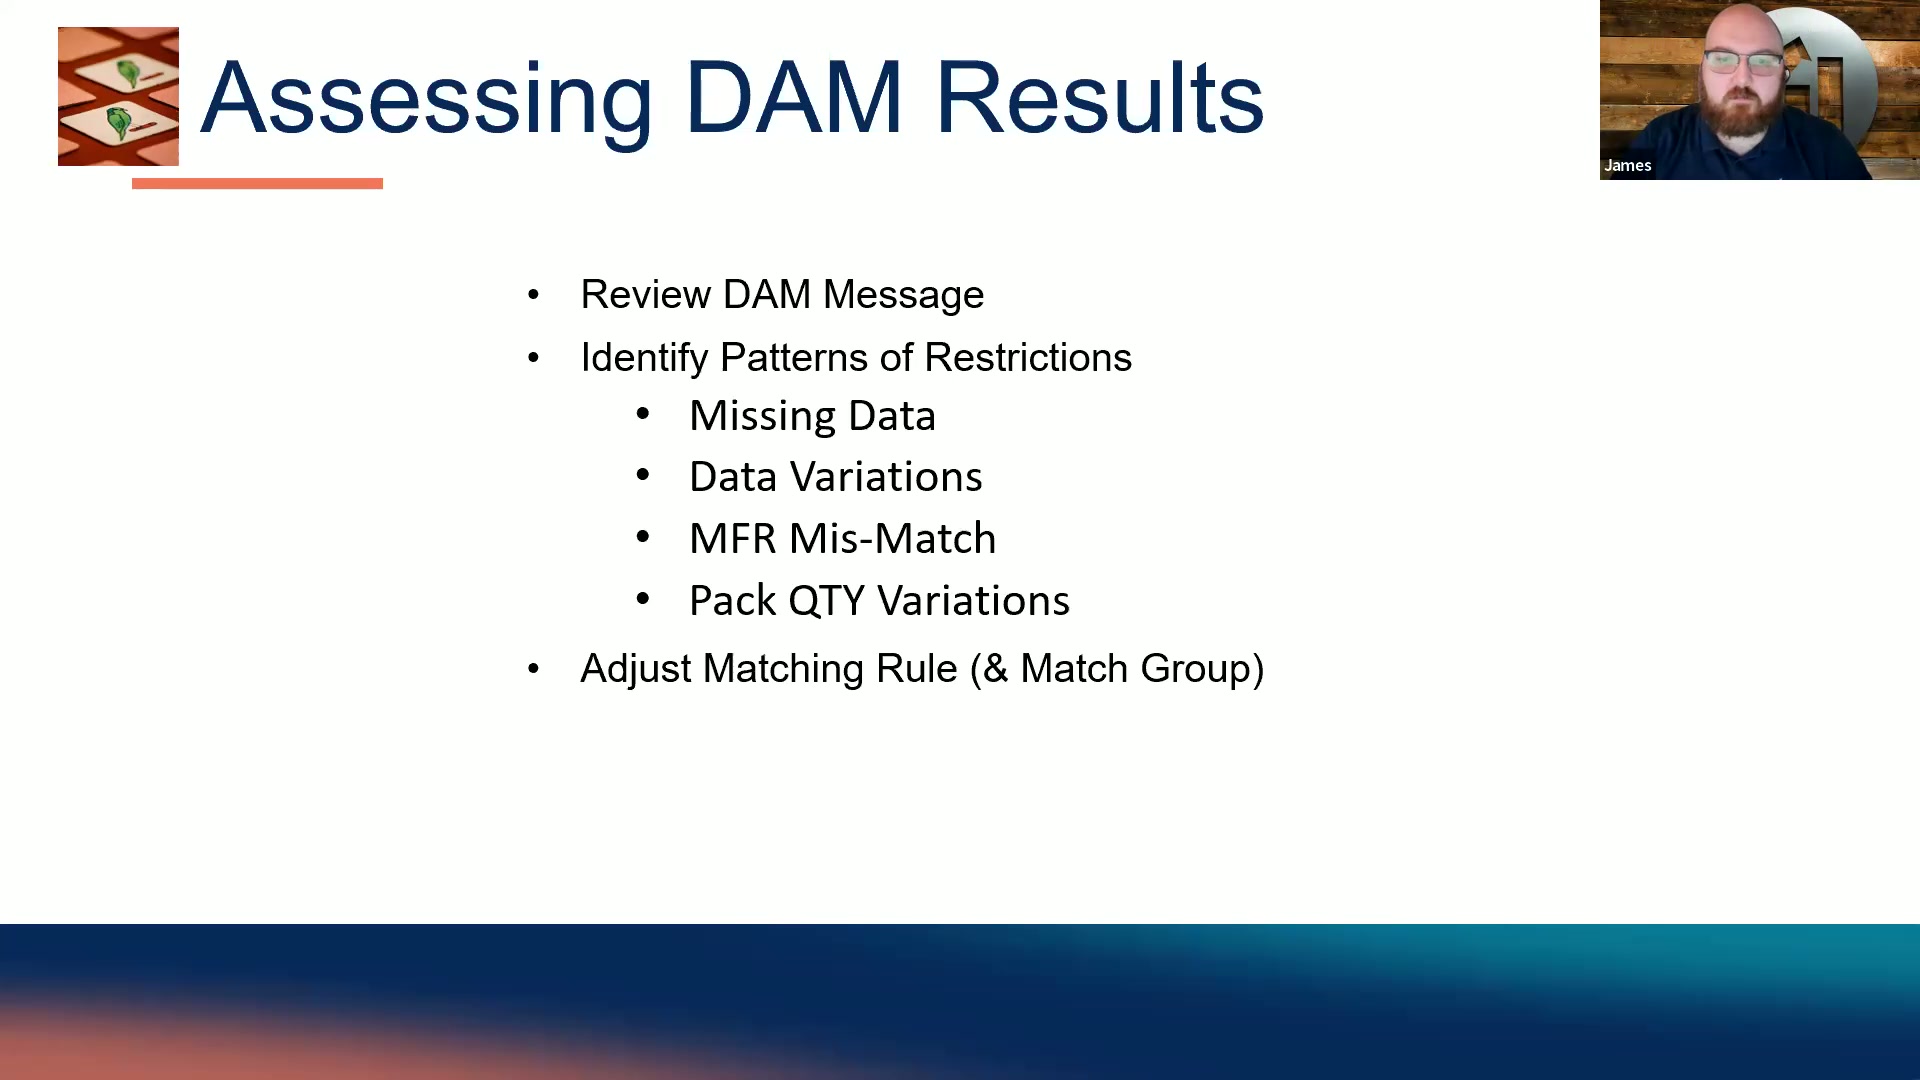 Assessing DAM Results
James
• Review DAM Message
• Identify Patterns of Restrictions
• Missing Data
• Data Variations
• MFR Mis-Match
• Pack QTY Variations
• Adjust Matching Rule (& Match Group)